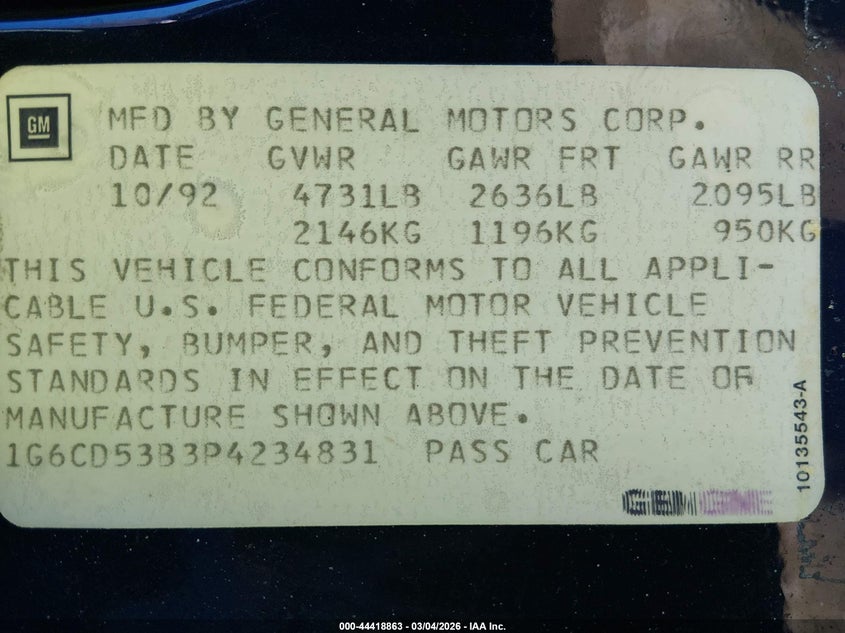 GM
MFD BY GENERAL MOTORS CORP.
DATE GVWR GAWR FRT GAWR RR
10/92 4731LB 2636LB 2095LB
2146KG 1196KG 950KG
THIS VEHICLE CONFORMS TO ALL APPLI-
CABLE U.S. FEDERAL MOTOR VEHICLE
SAFETY, BUMPER, AND THEFT PREVENTION
STANDARDS IN EFFECT ON THE DATE OF
MANUFACTURE SHOWN ABOVE.
1G6CD53B3P4234831 PASS CAR
10135543-A
000-44418863 - 03/04/2026 - IAA Inc.